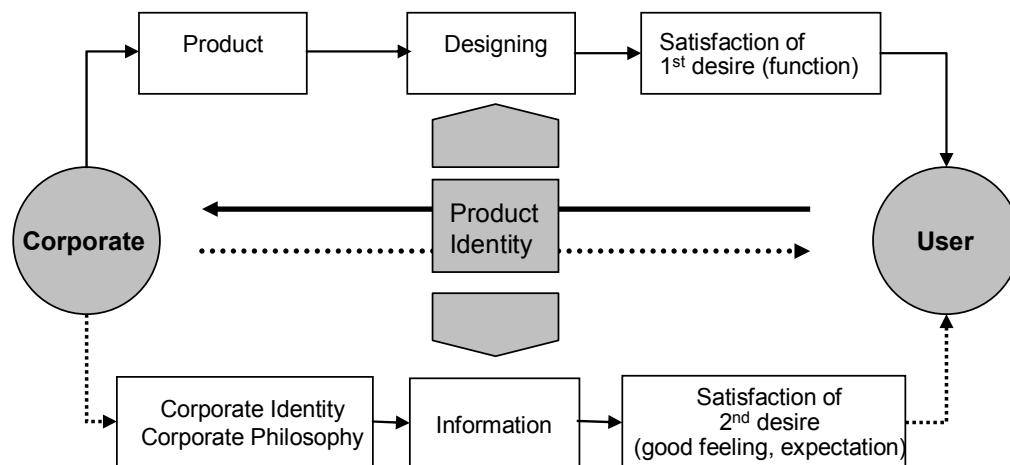 Product
Designing
Satisfaction of
1st desire (function)
Corporate
Product
Identity
User
Corporate Identity
Corporate Philosophy
Information
Satisfaction of
2nd desire
(good feeling, expectation)